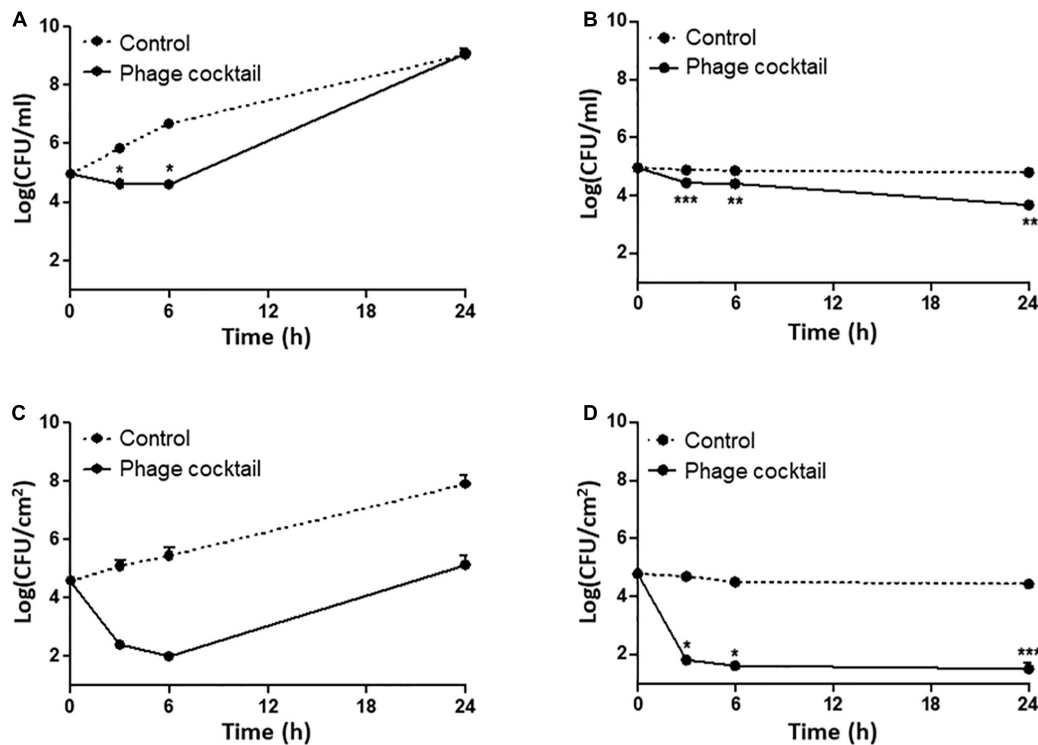 A
10
8
6
4
2
Log(CFU/ml)
Control
Phage cocktail
*
*
0 6 12 18 24
Time (h)
B
10
8
6
4
2
Log(CFU/ml)
Control
Phage cocktail
***
**
**
0 6 12 18 24
Time (h)
C
10
8
6
4
2
Log(CFU/cm²)
Control
Phage cocktail
0 6 12 18 24
Time (h)
D
10
8
6
4
2
Log(CFU/cm²)
Control
Phage cocktail
*
*
***
0 6 12 18 24
Time (h)